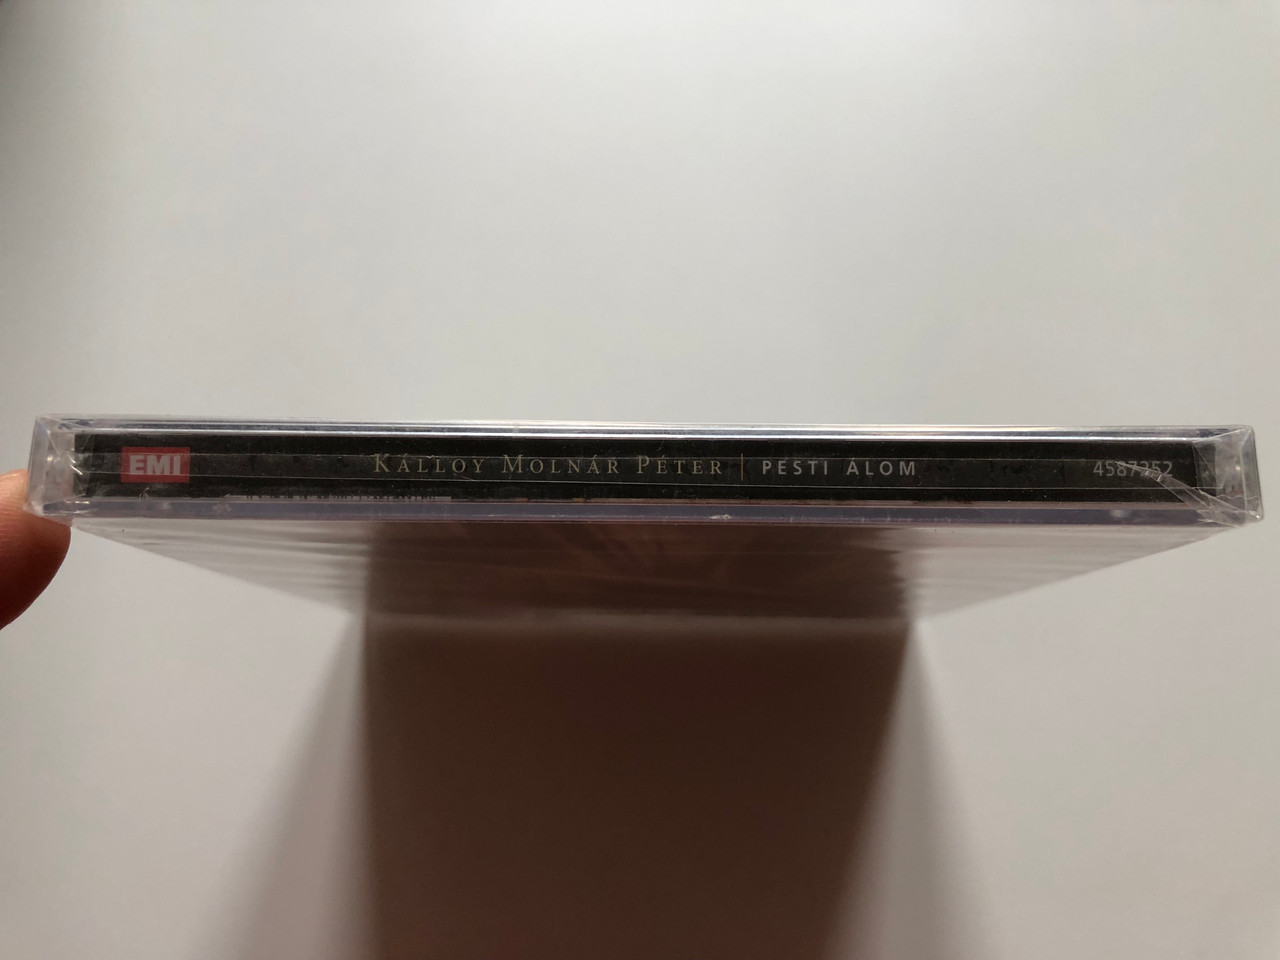 EMI KÁLLOY MOLNÁR PÉTER | PESTI ÁLOM 4587252